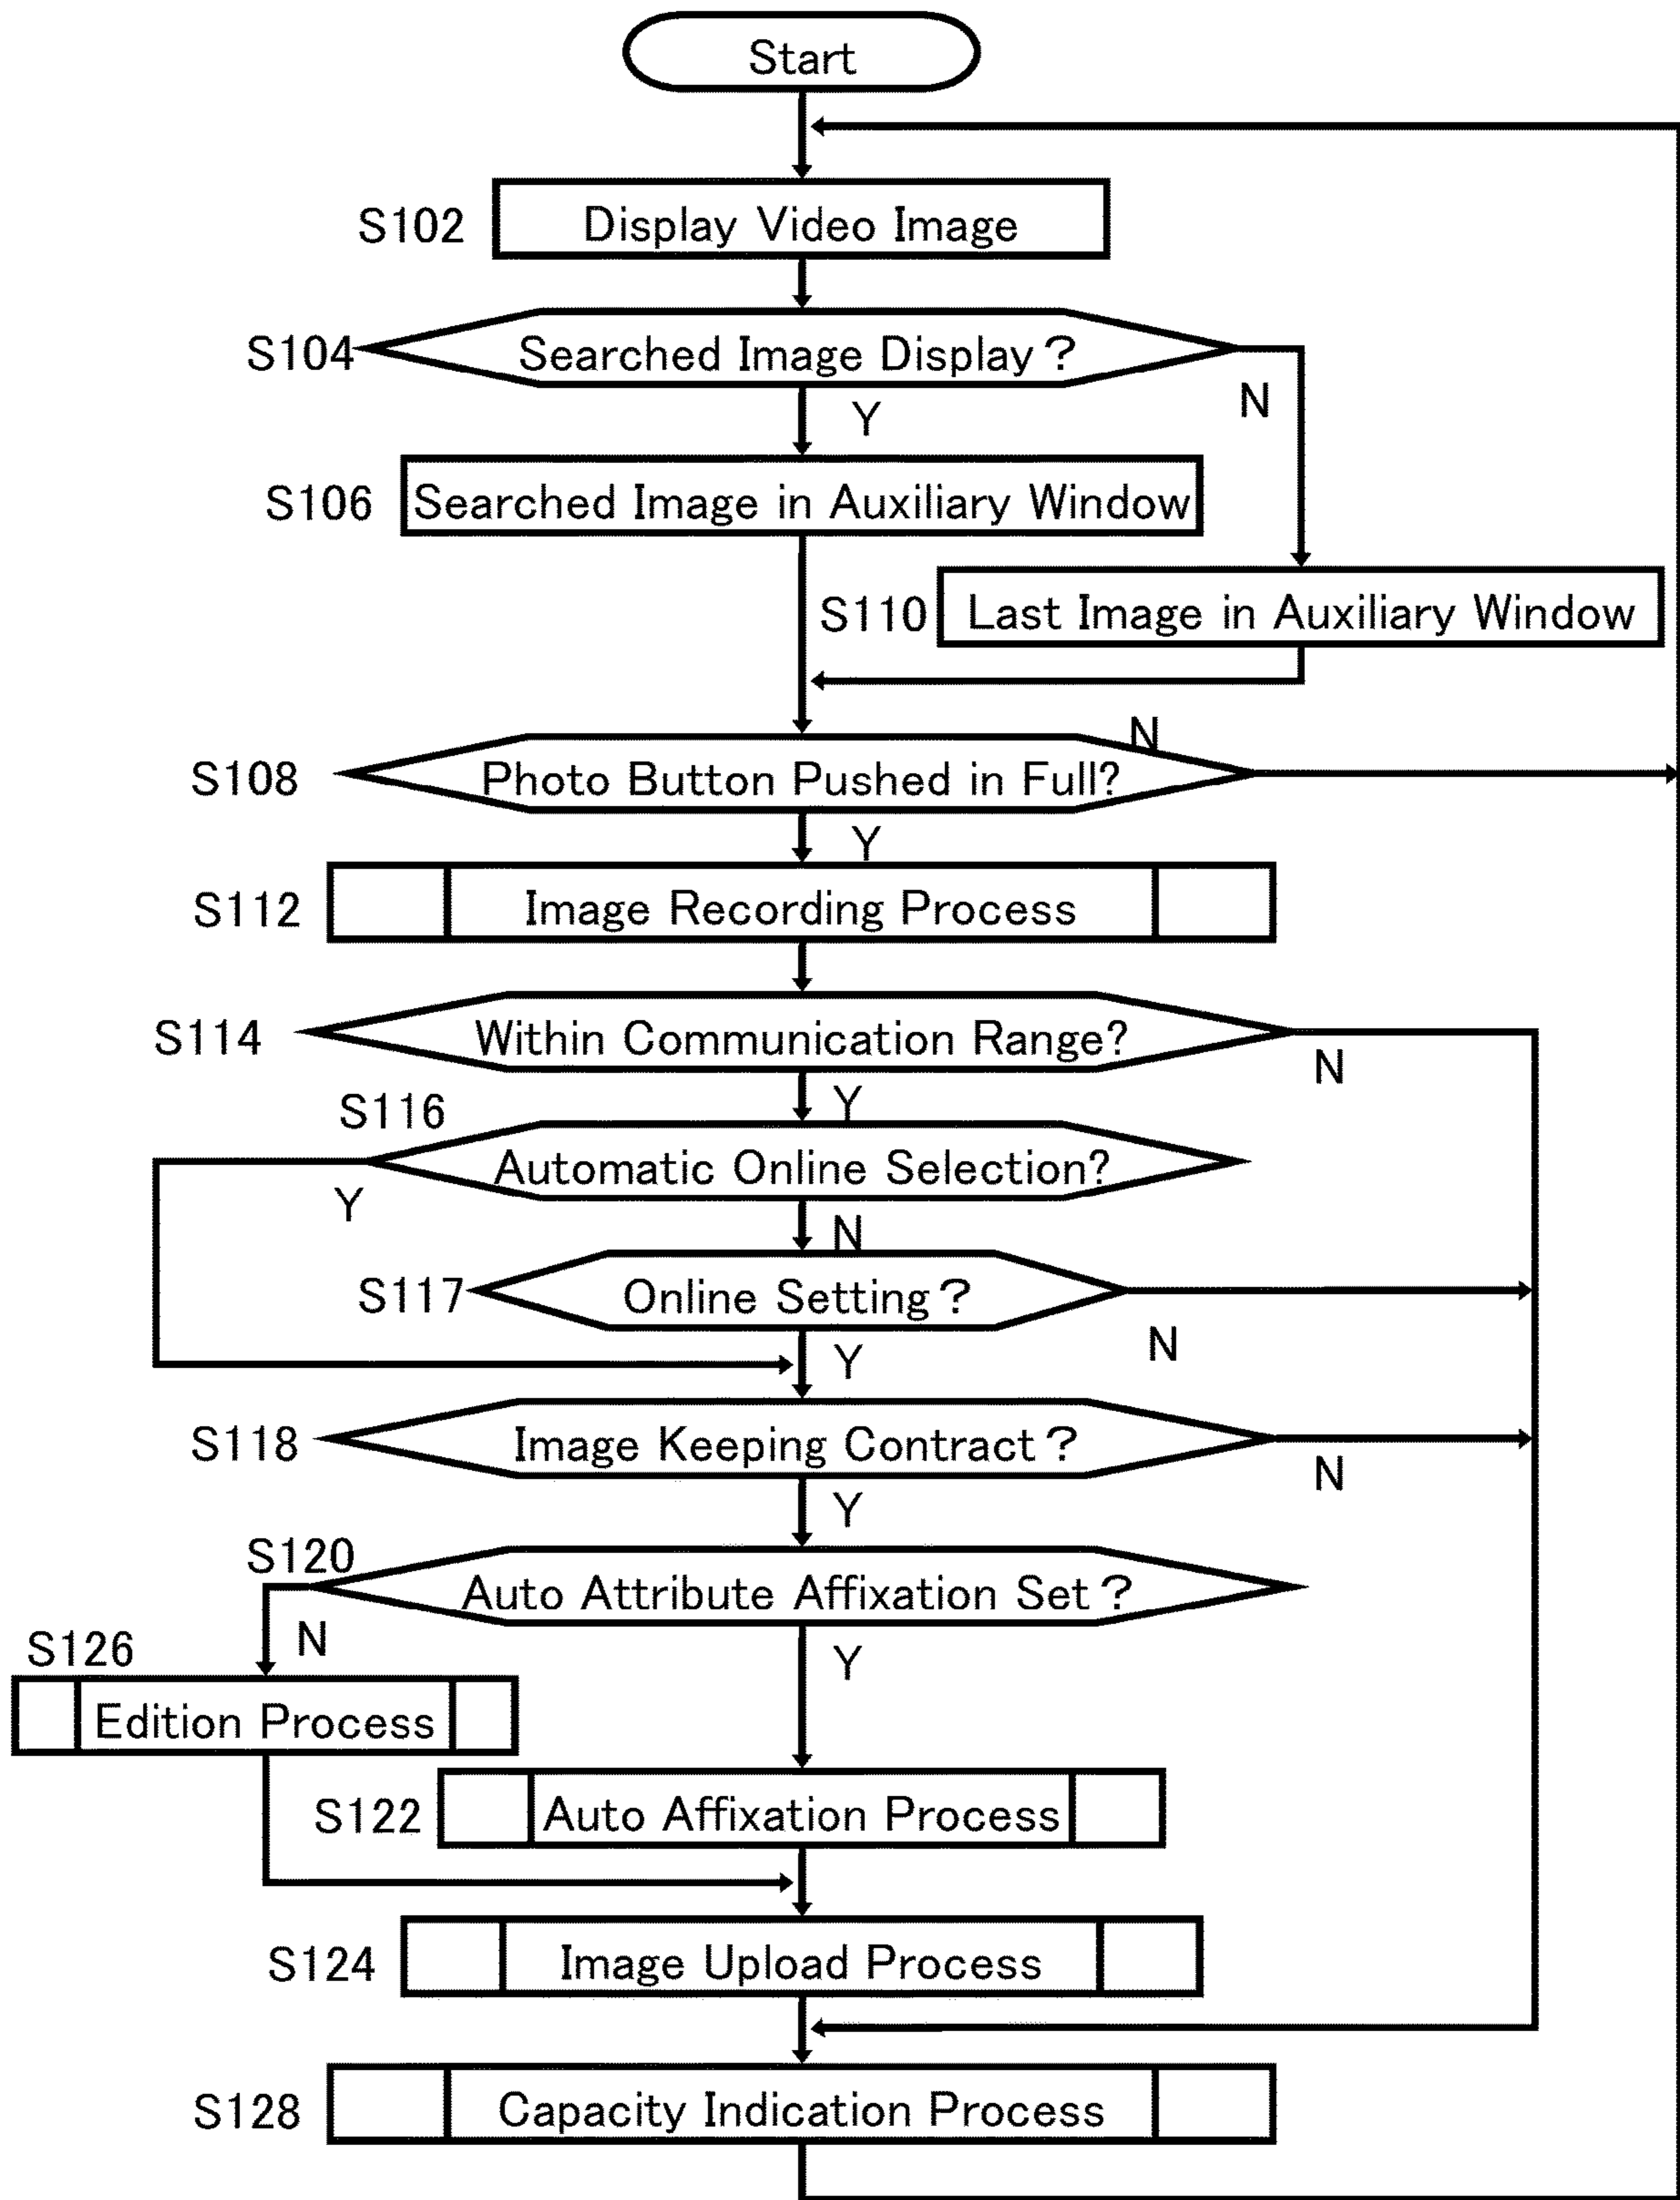 Start
S102
Display Video Image
S104
Searched Image Display?
N
Y
S106
Searched Image in Auxiliary Window
S110
Last Image in Auxiliary Window
N
S108
Photo Button Pushed in Full?
Y
S112
Image Recording Process
S114
Within Communication Range?
N
Y
S116
Automatic Online Selection?
Y
N
S117
Online Setting?
N
Y
S118
Image Keeping Contract?
N
Y
S120
Auto Attribute Affixation Set?
N
Y
S126
Edition Process
S122
Auto Affixation Process
S124
Image Upload Process
S128
Capacity Indication Process